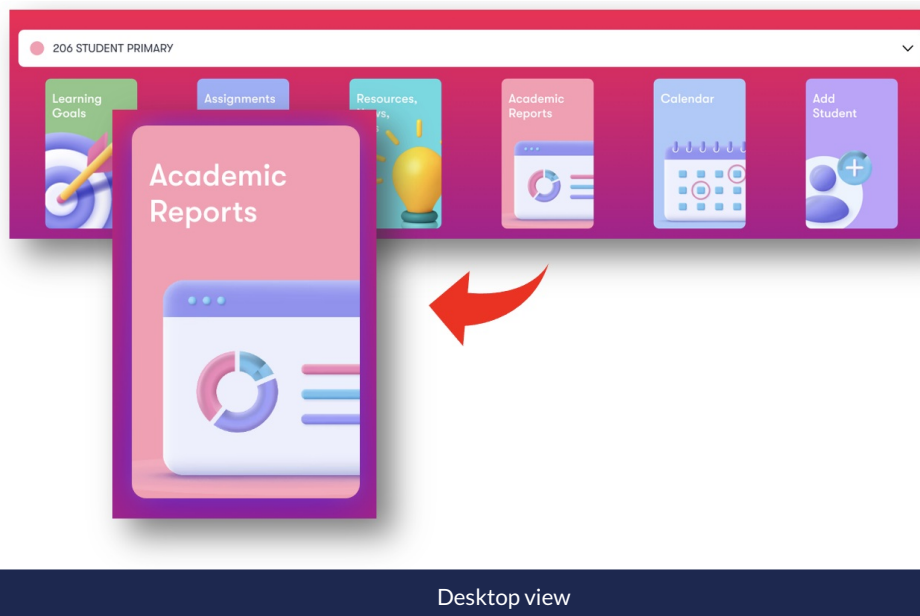 206 STUDENT PRIMARY
Learning
Goals
Assignments
Resources,
Academic
Reports
Calendar
Add
Student
Academic
Reports
Desktop view